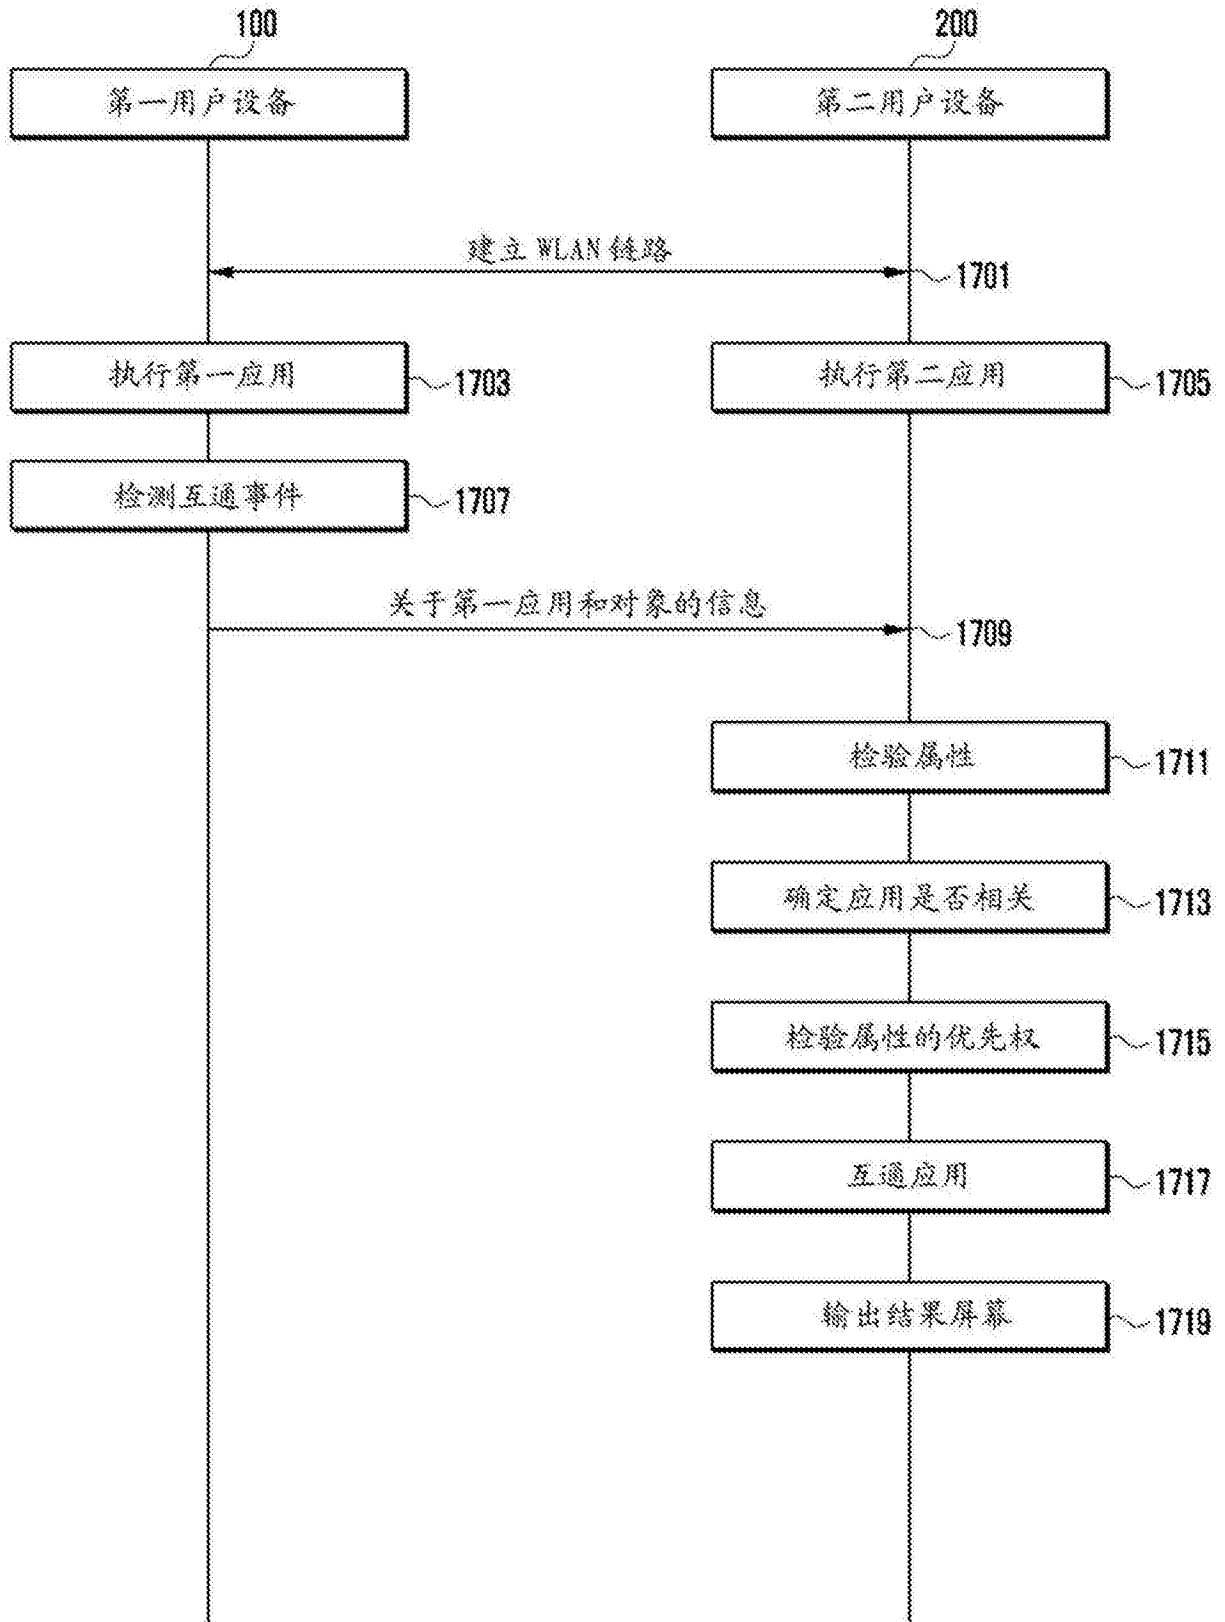 100
200
第一用户设备
第二用户设备
建立 WLAN 链路
1701
执行第一应用
1703
执行第二应用
1705
检测互通事件
1707
关于第一应用和对象的信息
1709
检验属性
1711
确定应用是否相关
1713
检验属性的优先权
1715
互通应用
1717
输出结果屏幕
1719